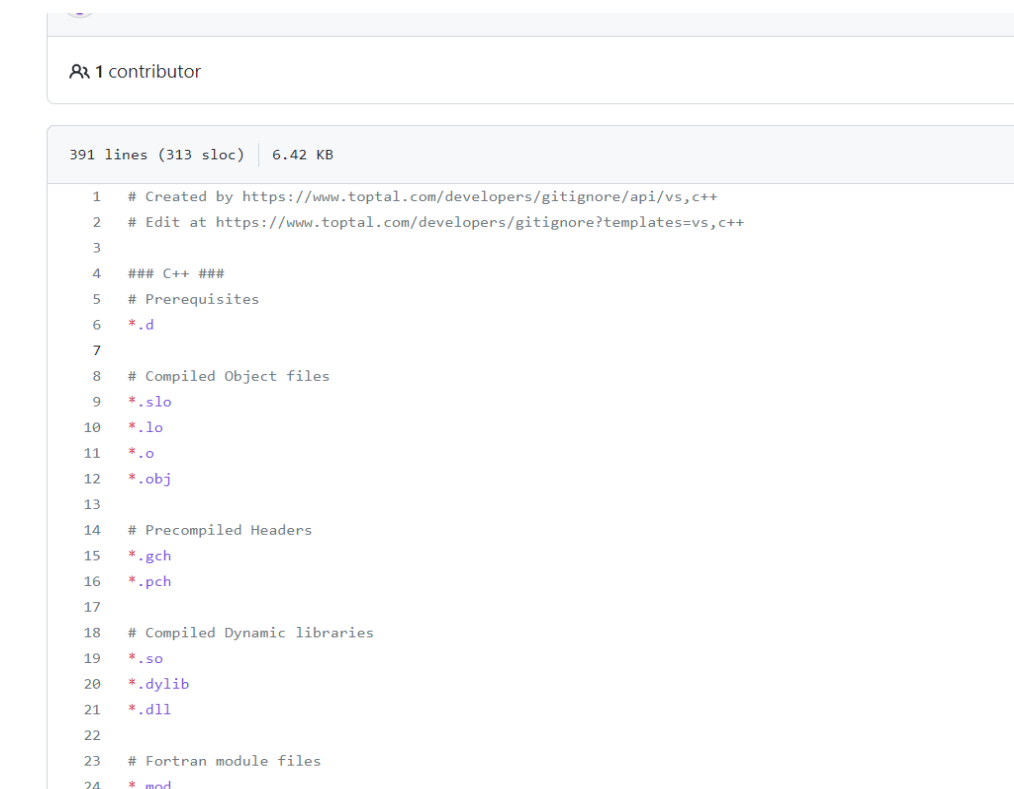 1 contributor
391 lines (313 sloc) 6.42 KB
1 # Created by https://www.toptal.com/developers/gitignore/api/vs,c++
2 # Edit at https://www.toptal.com/developers/gitignore?templates=vs,c++
3
4 ### C++ ###
5 # Prerequisites
6 *.d
7
8 # Compiled Object files
9 *.slo
10 *.lo
11 *.o
12 *.obj
13
14 # Precompiled Headers
15 *.gch
16 *.pch
17
18 # Compiled Dynamic libraries
19 *.so
20 *.dylib
21 *.dll
22
23 # Fortran module files
24 *.mod